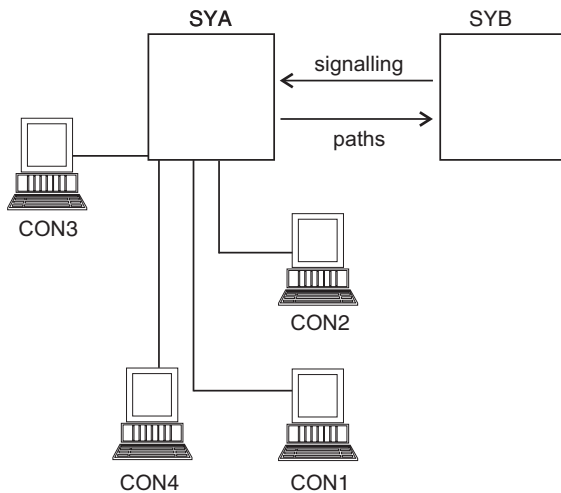 SYA
SYB
signalling
paths
CON3
CON2
CON4
CON1